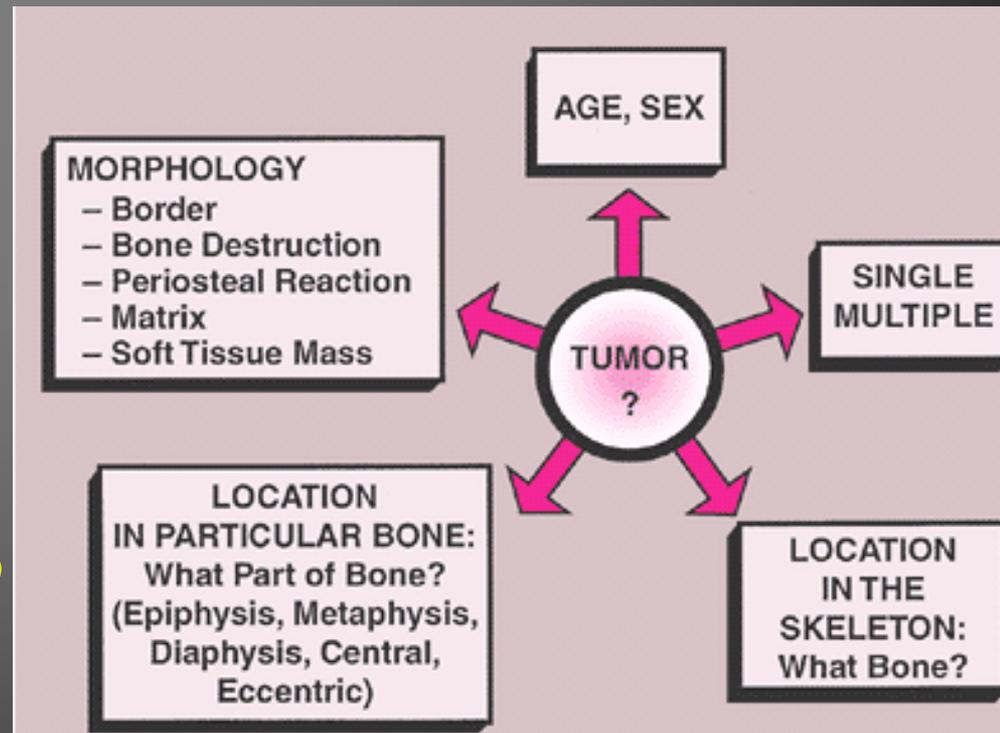 AGE, SEX
MORPHOLOGY
– Border
– Bone Destruction
– Periosteal Reaction
– Matrix
– Soft Tissue Mass
SINGLE
MULTIPLE
TUMOR
?
LOCATION
IN PARTICULAR BONE:
What Part of Bone?
(Epiphysis, Metaphysis,
Diaphysis, Central,
Eccentric)
LOCATION
IN THE
SKELETON:
What Bone?